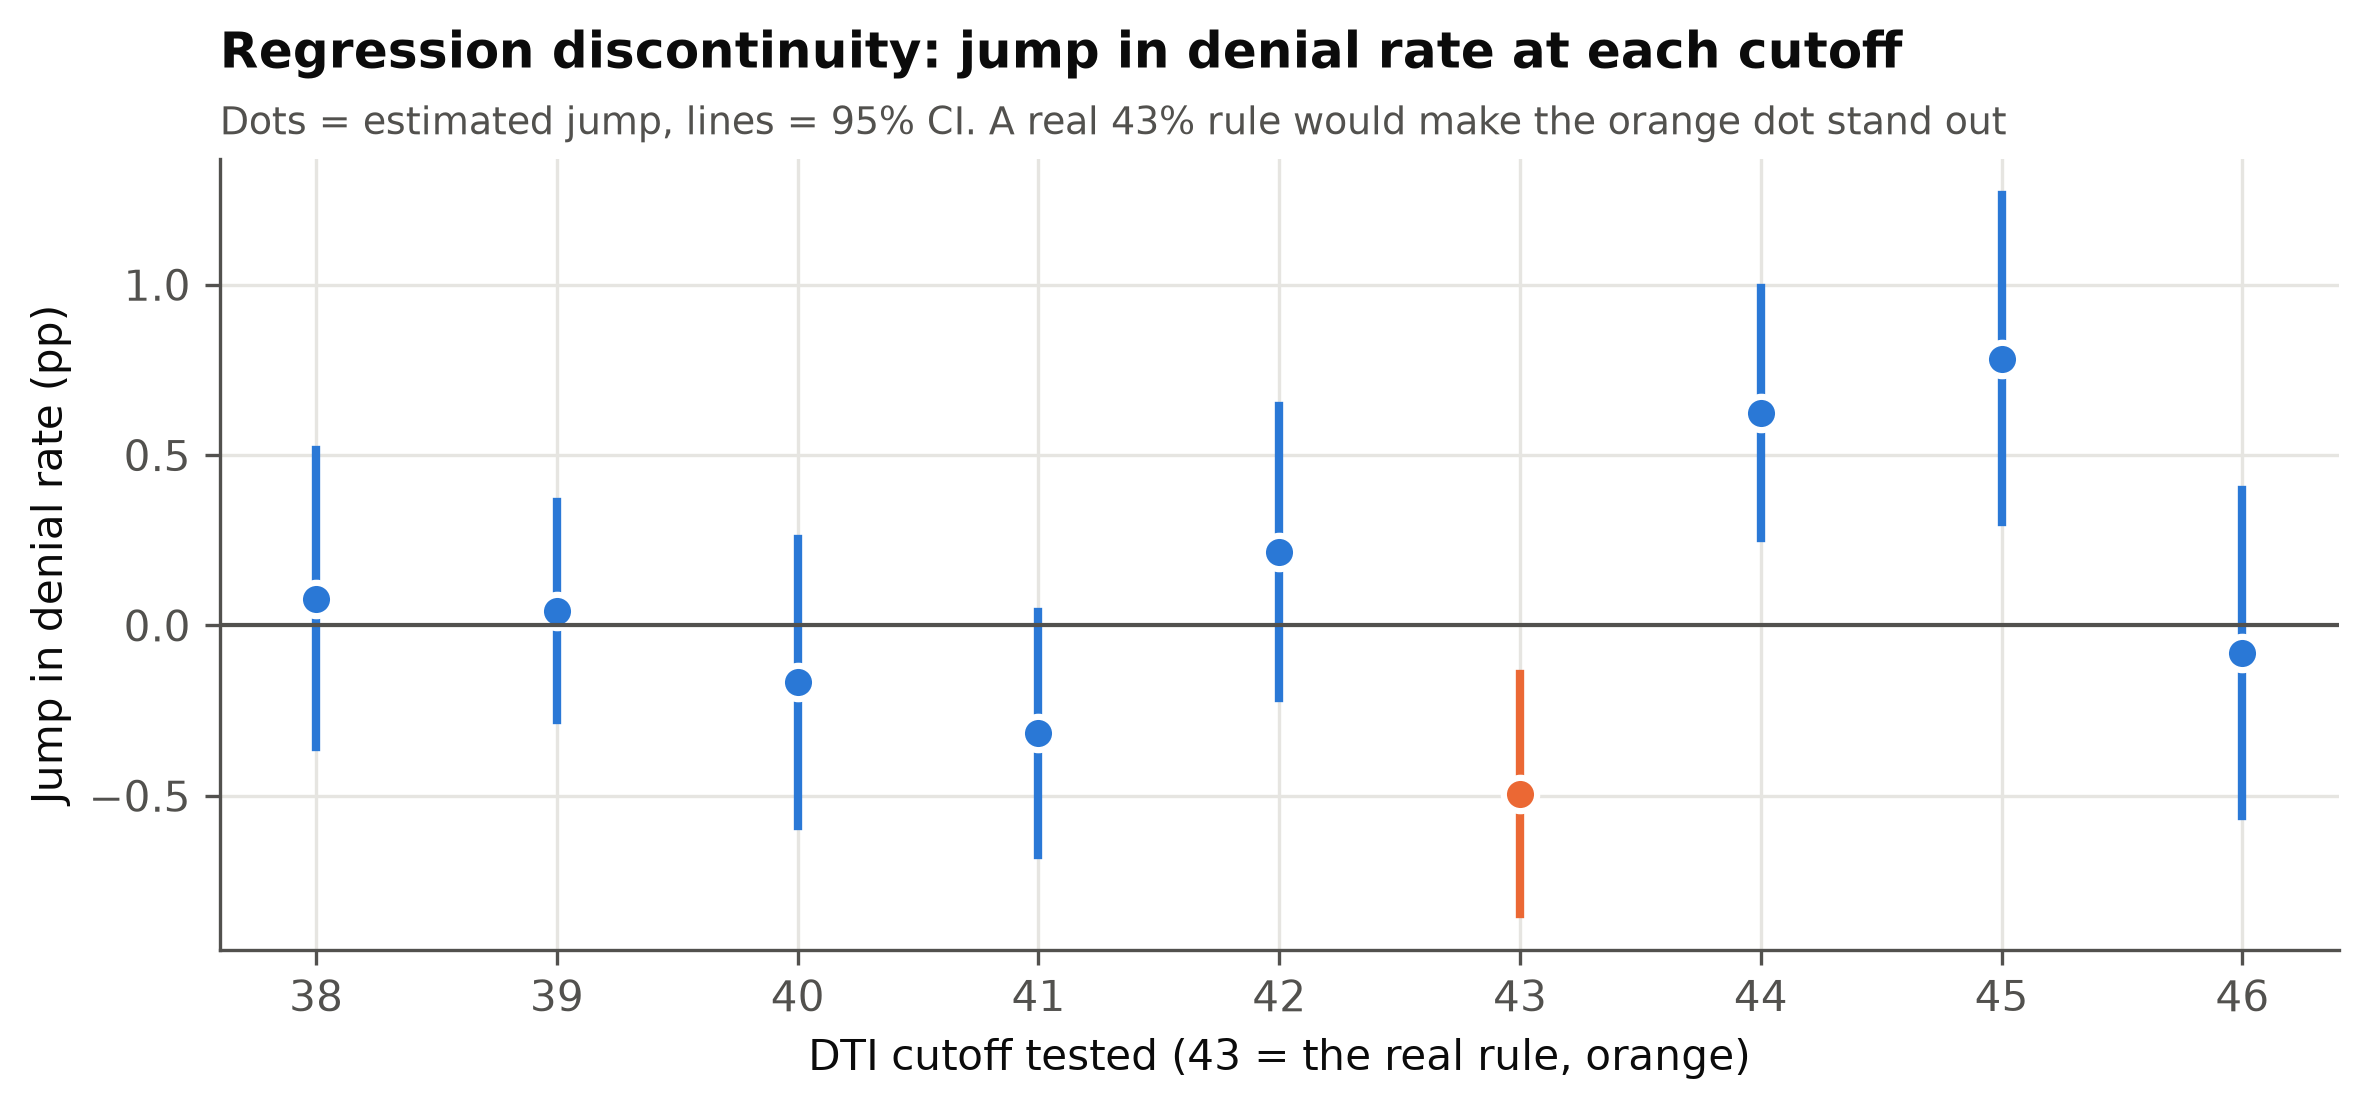 Regression discontinuity: jump in denial rate at each cutoff
Dots = estimated jump, lines = 95% CI. A real 43% rule would make the orange dot stand out
Jump in denial rate (pp)
1.0
0.5
0.0
−0.5
38 39 40 41 42 43 44 45 46
DTI cutoff tested (43 = the real rule, orange)